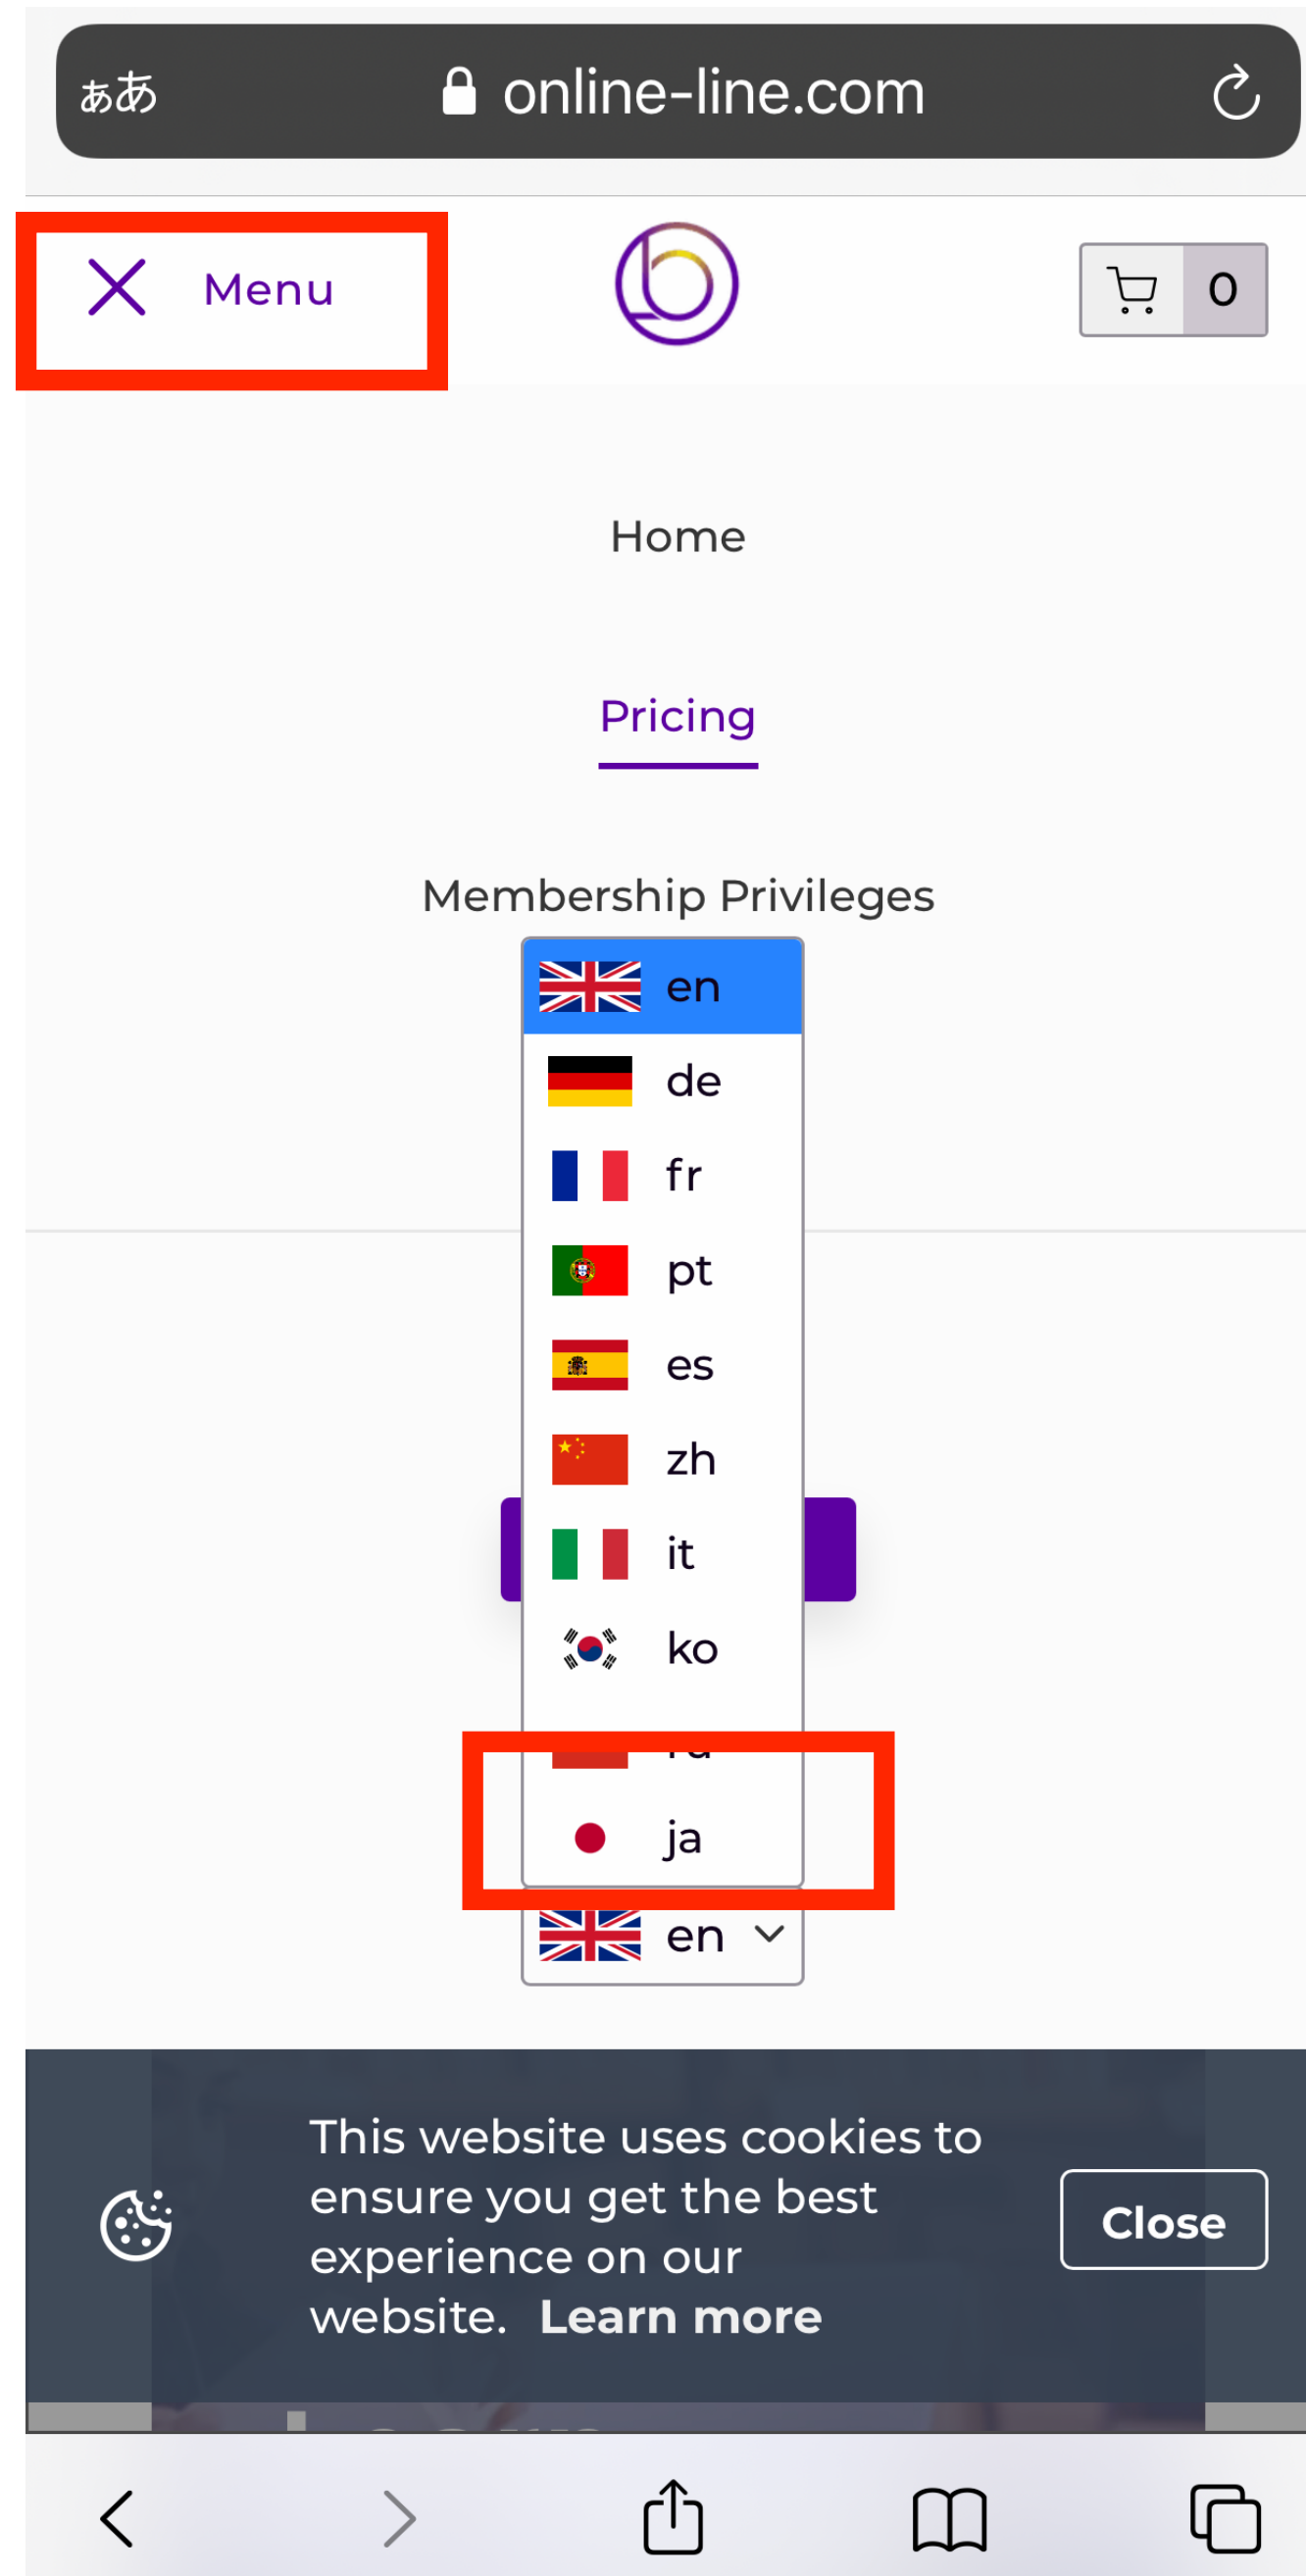 ぁあ online-line.com
Menu
0
Home
Pricing
Membership Privileges
en
de
fr
pt
es
zh
it
ko
ja
en
This website uses cookies to
ensure you get the best
experience on our
website. Learn more
Close